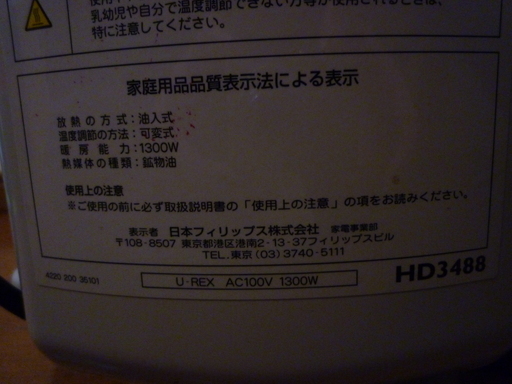 乳幼児や自分で温度調節できない方等が使用されるときは、
特に注意してください。
家庭用品品質表示法による表示
放熱の方式:油入式
温度調節の方法:可変式
暖房能力:1300W
熱媒体の種類:鉱物油
使用上の注意
※ご使用の前に必ず取扱説明書の「使用上の注意」の項をお読みください。
表示者 日本フィリップス株式会社 家電事業部
〒108-8507 東京都港区港南2-13-37フィリップスビル
TEL.東京(03)3740-5111
4220 200 35101
U-REX AC100V 1300W
HD3488